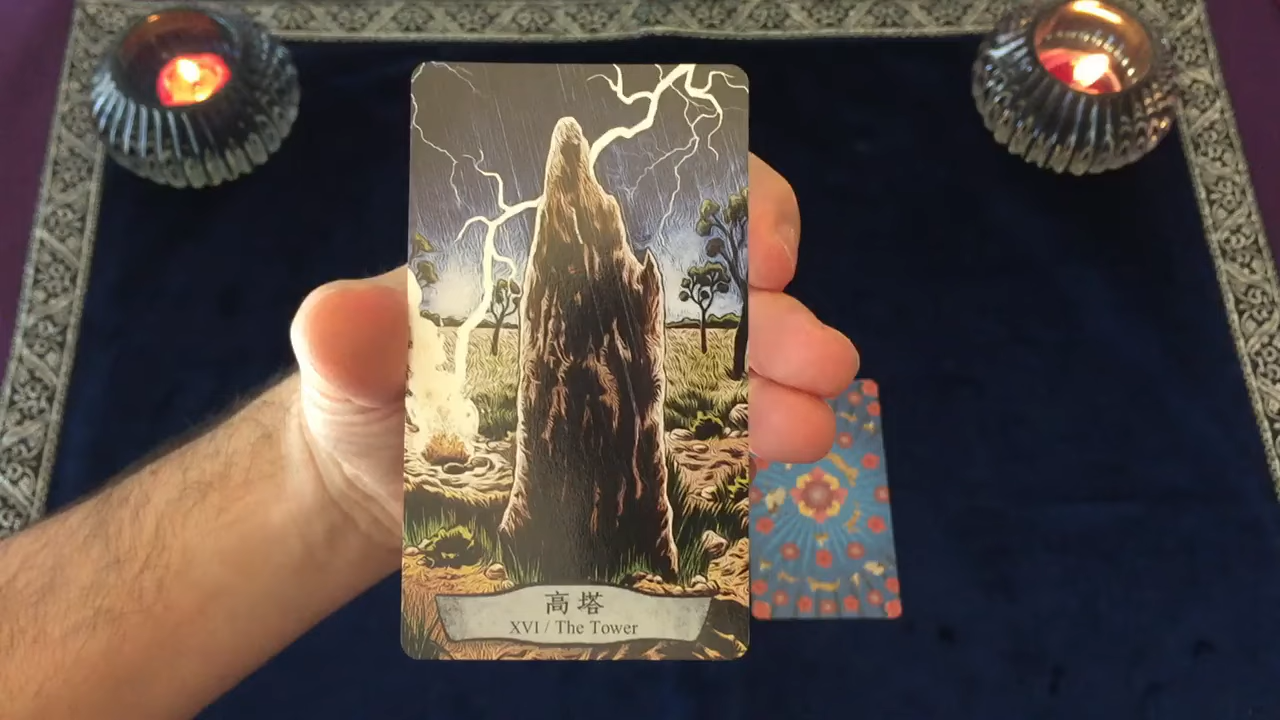 高塔
XVI / The Tower